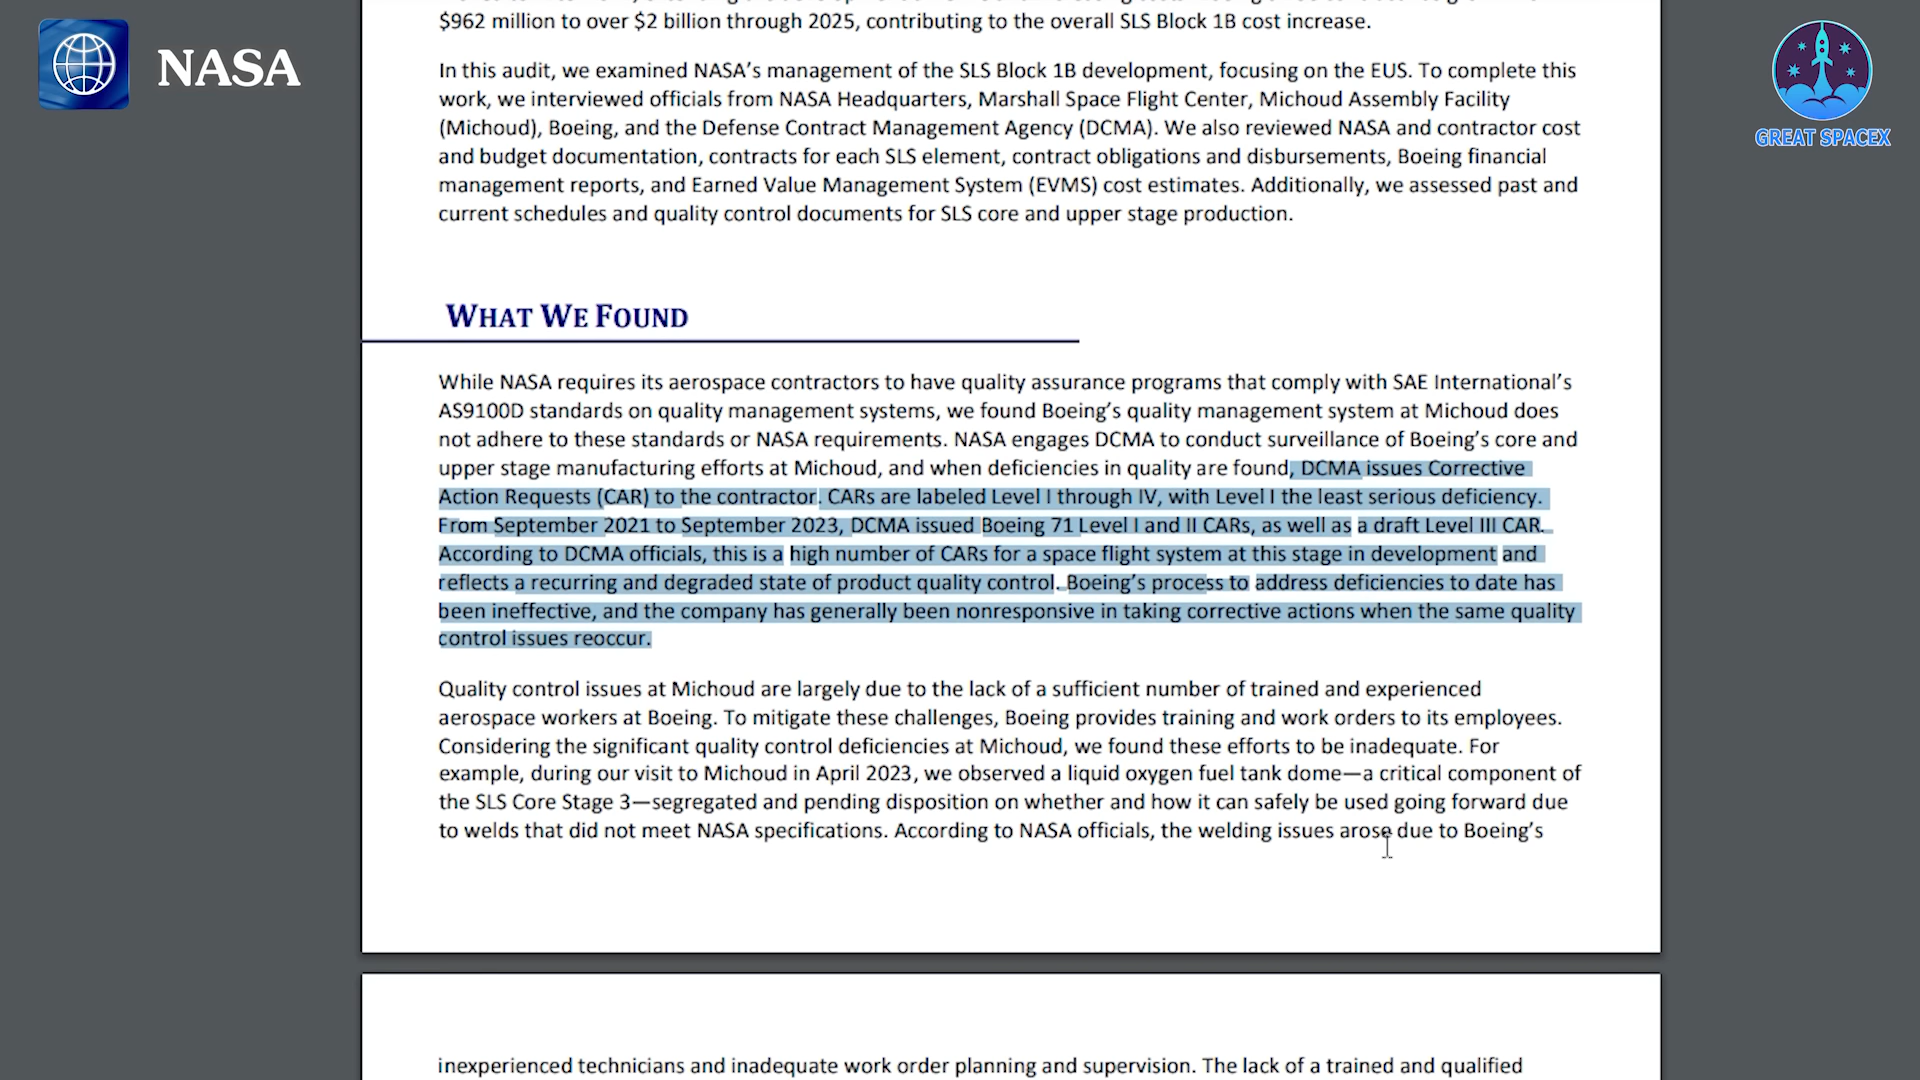 NASA
GREAT SPACEX
$962 million to over $2 billion through 2025, contributing to the overall SLS Block 1B cost increase.
In this audit, we examined NASA’s management of the SLS Block 1B development, focusing on the EUS. To complete this
work, we interviewed officials from NASA Headquarters, Marshall Space Flight Center, Michoud Assembly Facility
(Michoud), Boeing, and the Defense Contract Management Agency (DCMA). We also reviewed NASA and contractor cost
and budget documentation, contracts for each SLS element, contract obligations and disbursements, Boeing financial
management reports, and Earned Value Management System (EVMS) cost estimates. Additionally, we assessed past and
current schedules and quality control documents for SLS core and upper stage production.
WHAT WE FOUND
While NASA requires its aerospace contractors to have quality assurance programs that comply with SAE International’s
AS9100D standards on quality management systems, we found Boeing’s quality management system at Michoud does
not adhere to these standards or NASA requirements. NASA engages DCMA to conduct surveillance of Boeing’s core and
upper stage manufacturing efforts at Michoud, and when deficiencies in quality are found, DCMA issues Corrective
Action Requests (CAR) to the contractor. CARs are labeled Level I through IV, with Level I the least serious deficiency.
From September 2021 to September 2023, DCMA issued Boeing 71 Level I and II CARs, as well as a draft Level III CAR.
According to DCMA officials, this is a high number of CARs for a space flight system at this stage in development and
reflects a recurring and degraded state of product quality control. Boeing’s process to address deficiencies to date has
been ineffective, and the company has generally been nonresponsive in taking corrective actions when the same quality
control issues reoccur.
Quality control issues at Michoud are largely due to the lack of a sufficient number of trained and experienced
aerospace workers at Boeing. To mitigate these challenges, Boeing provides training and work orders to its employees.
Considering the significant quality control deficiencies at Michoud, we found these efforts to be inadequate. For
example, during our visit to Michoud in April 2023, we observed a liquid oxygen fuel tank dome—a critical component of
the SLS Core Stage 3—segregated and pending disposition on whether and how it can safely be used going forward due
to welds that did not meet NASA specifications. According to NASA officials, the welding issues arose due to Boeing’s
inexperienced technicians and inadequate work order planning and supervision. The lack of a trained and qualified